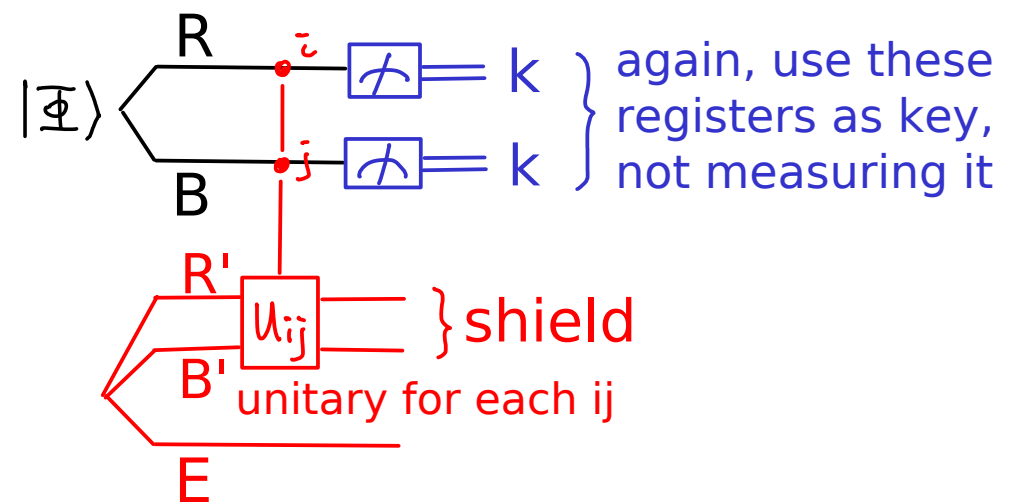 R
i
|Φ⟩
k
again, use these
registers as key,
not measuring it
j
k
B
R'
U_ij
shield
B'
unitary for each ij
E